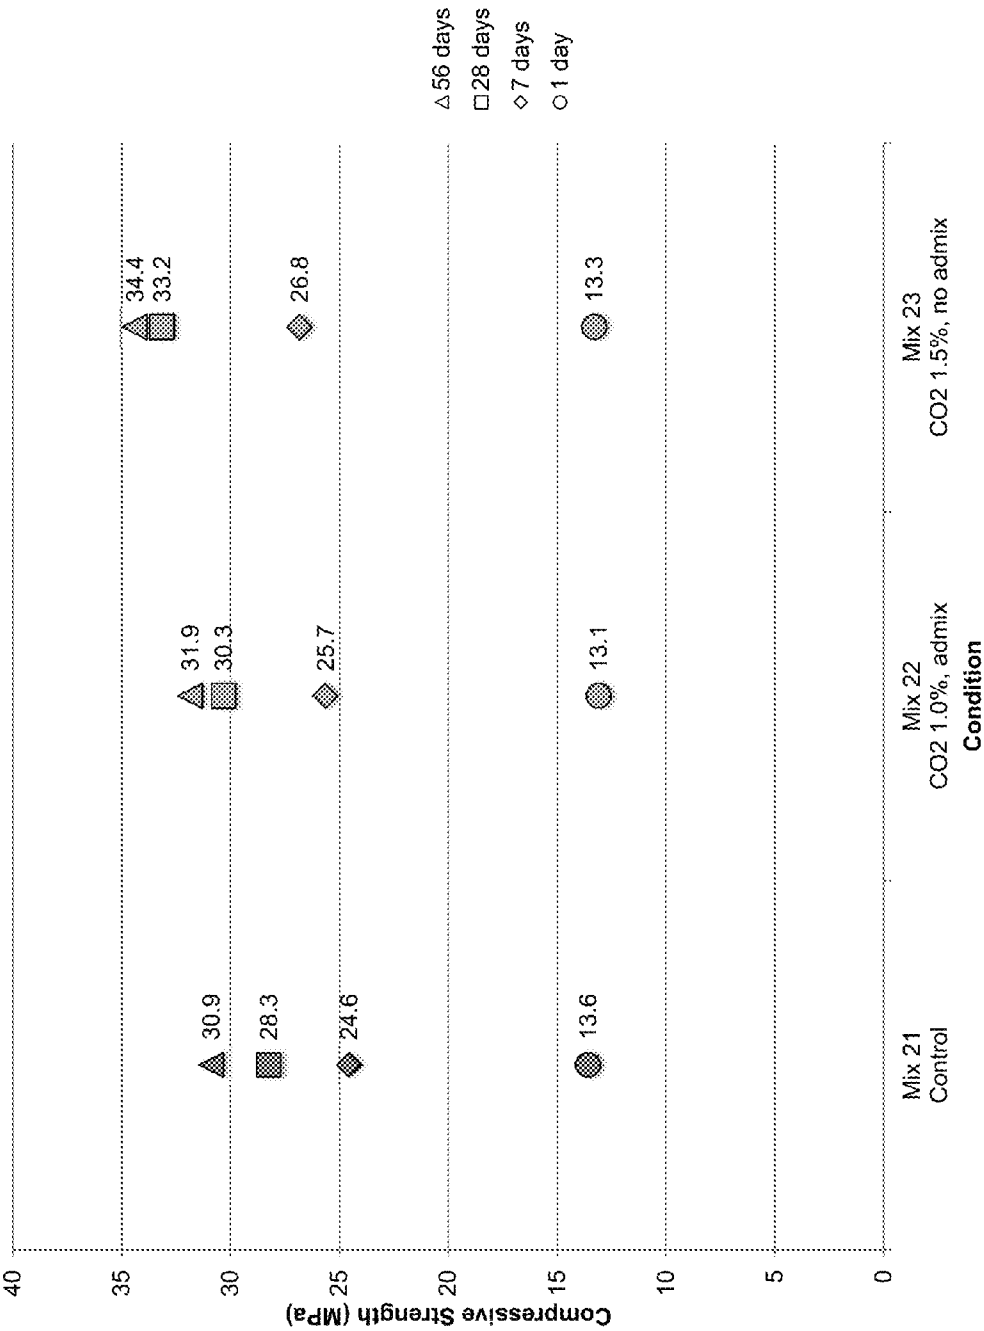 40
35
30
25
20
15
10
5
0
Compressive Strength (MPa)
30.9
28.3
24.6
13.6
31.9
30.3
25.7
13.1
34.4
33.2
26.8
13.3
Mix 21
Control
Mix 22
CO2 1.0%, admix
Mix 23
CO2 1.5%, no admix
Condition
56 days
28 days
7 days
1 day